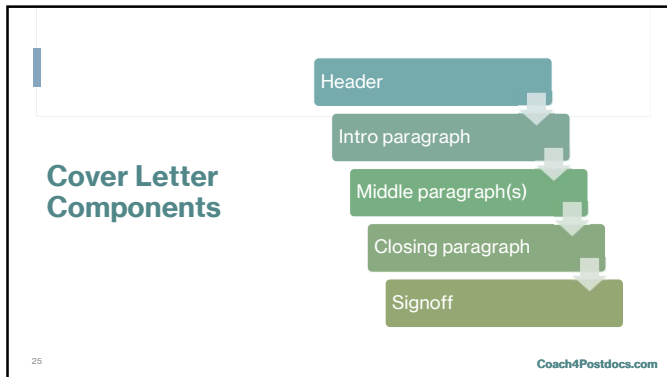 Cover Letter
Components
Header
Intro paragraph
Middle paragraph(s)
Closing paragraph
Signoff
25
Coach4Postdocs.com